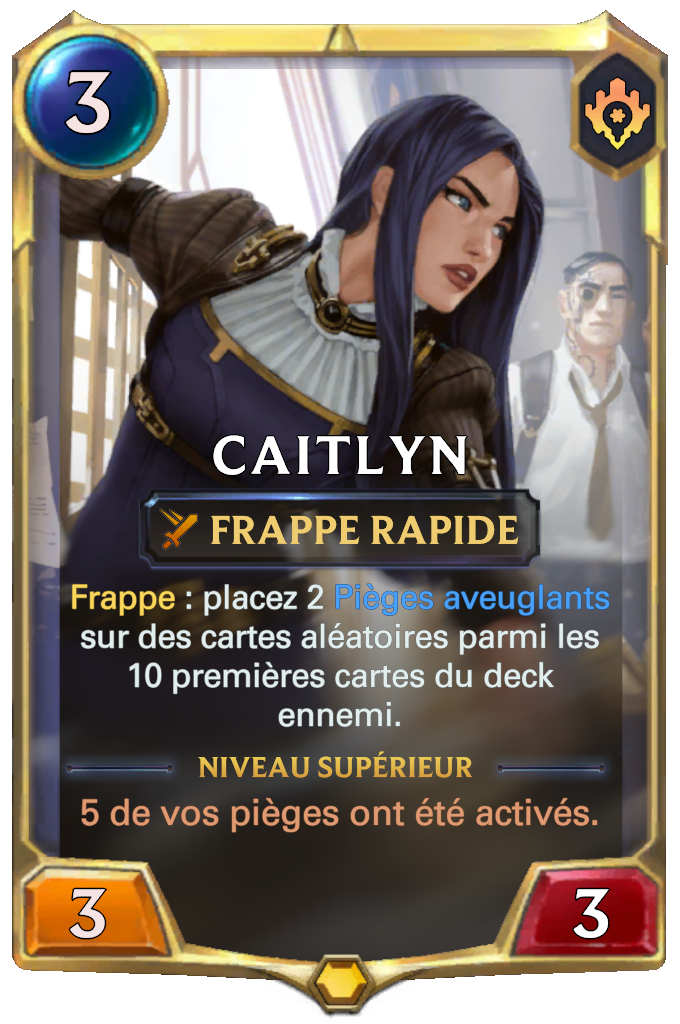 3
CAITLYN
FRAPPE RAPIDE
Frappe : placez 2 Pièges aveuglants
sur des cartes aléatoires parmi les
10 premières cartes du deck
ennemi.
NIVEAU SUPÉRIEUR
5 de vos pièges ont été activés.
3
3